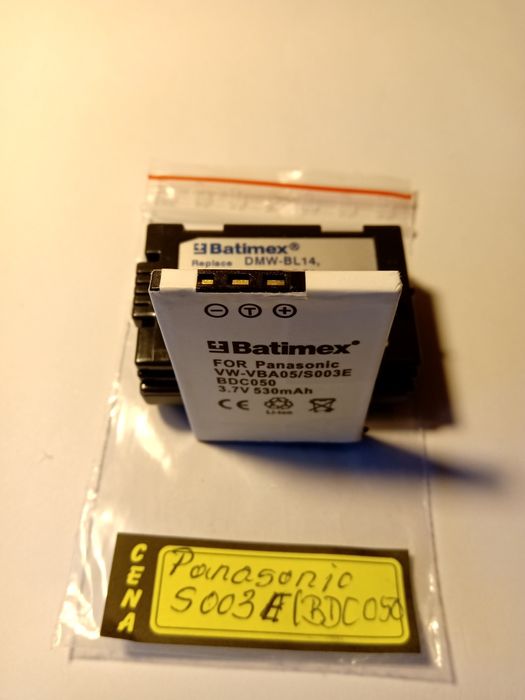 Batimex®
Replace DMW-BL14,
- T +
Batimex®
FOR Panasonic
VW-VBA05/S003E
BDC050
3.7V 530mAh
CE
Li-ion
CENA
Panasonic
S003E (BDC050